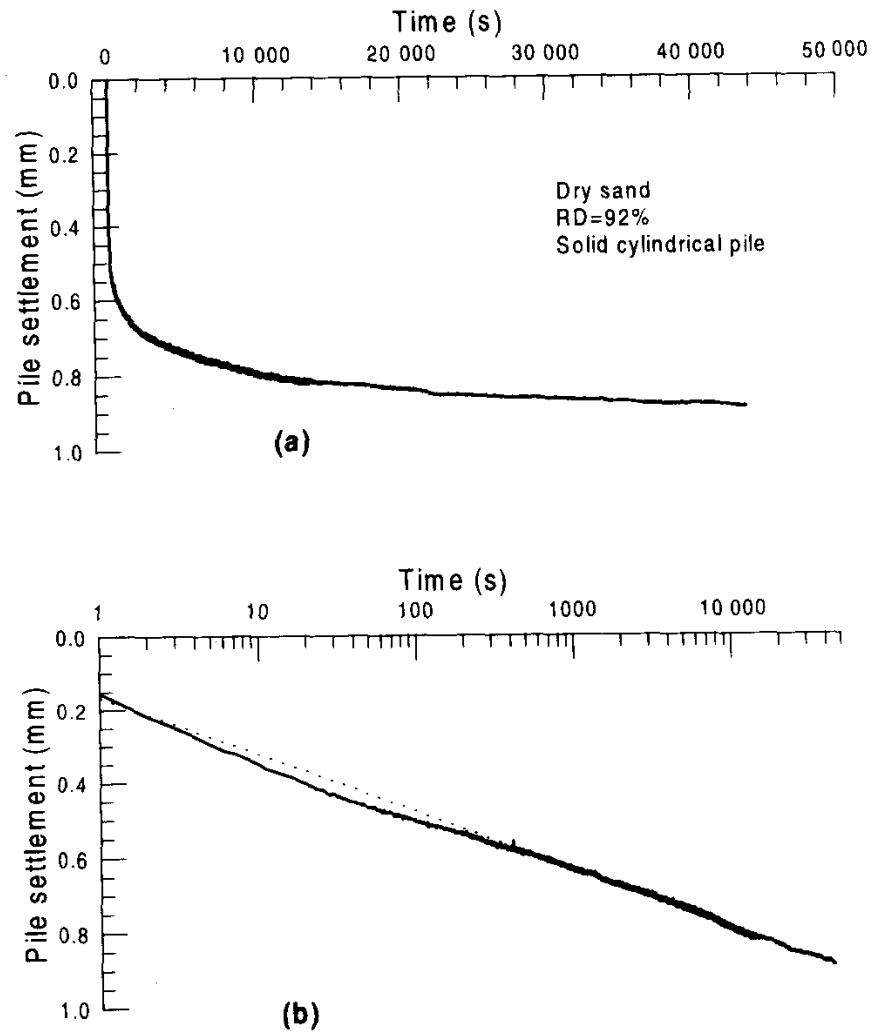 Time (s)
0 10 000 20 000 30 000 40 000 50 000
0.0
0.2
0.4
0.6
0.8
1.0
Pile settlement (mm)
Dry sand
RD=92%
Solid cylindrical pile
(a)
Time (s)
1 10 100 1000 10 000
0.0
0.2
0.4
0.6
0.8
1.0
Pile settlement (mm)
(b)